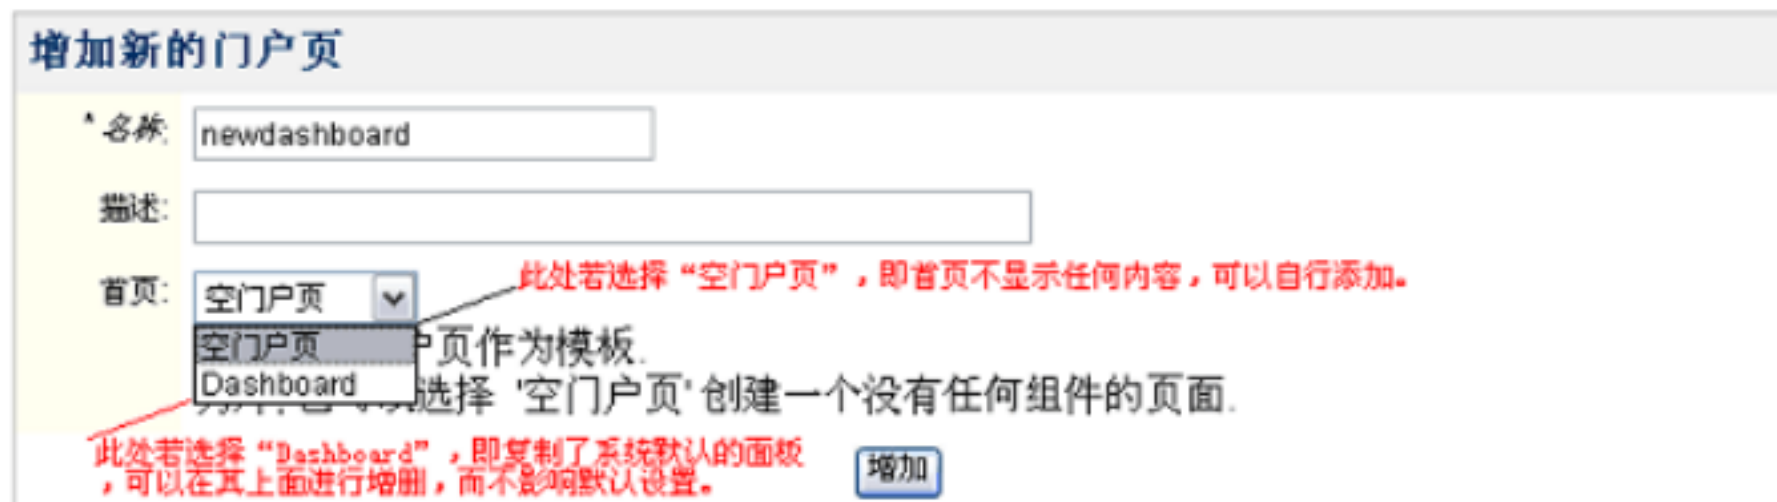 增加新的门户页
*名称: newdashboard
描述:
首页: 空门户页
此处若选择“空门户页”，即首页不显示任何内容，可以自行添加。
空门户页
户页作为模板.
Dashboard
选择 '空门户页' 创建一个没有任何组件的页面.
此处若选择“Dashboard”，即复制了系统默认的面板
，可以在其上面进行增删，而不影响默认设置。
增加